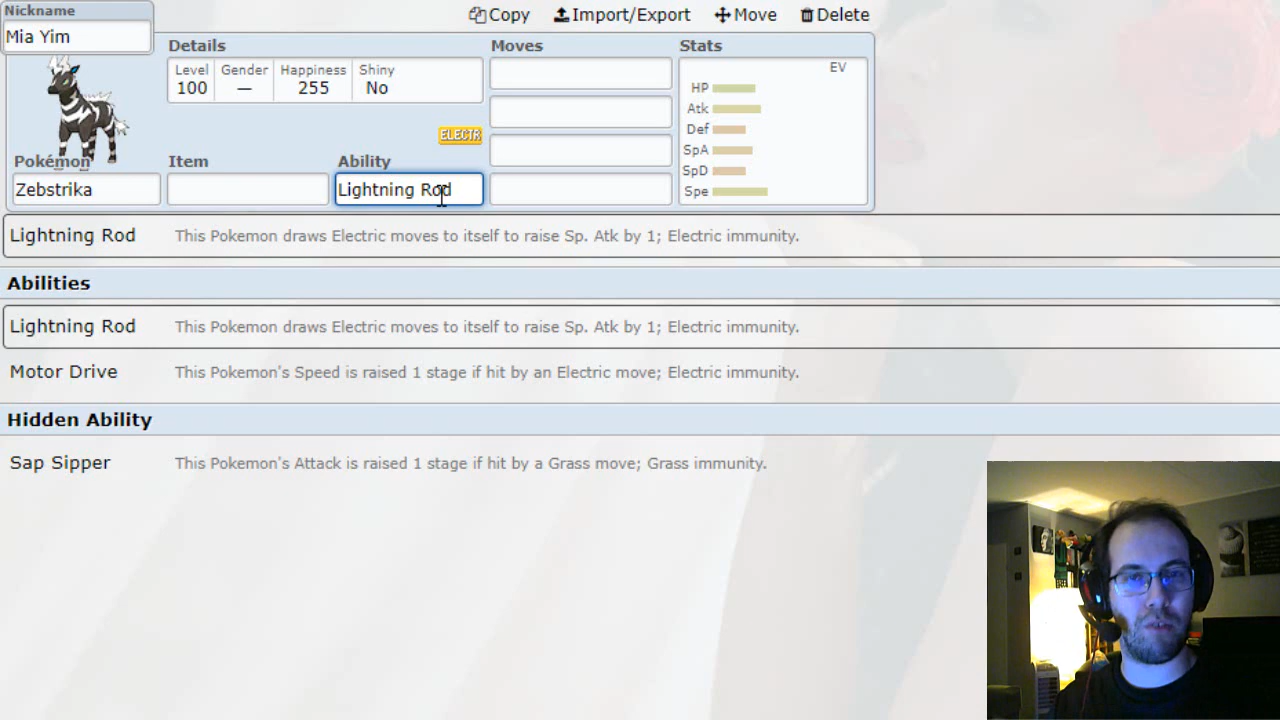 Nickname
Mia Yim
Copy Import/Export Move Delete
Details
Level Gender Happiness Shiny
100 — 255 No
ELECTR
Pokémon Item Ability
Zebstrika Lightning Rod
Moves
Stats
EV
HP
Atk
Def
SpA
SpD
Spe
Lightning Rod This Pokemon draws Electric moves to itself to raise Sp. Atk by 1; Electric immunity.
Abilities
Lightning Rod This Pokemon draws Electric moves to itself to raise Sp. Atk by 1; Electric immunity.
Motor Drive This Pokemon's Speed is raised 1 stage if hit by an Electric move; Electric immunity.
Hidden Ability
Sap Sipper This Pokemon's Attack is raised 1 stage if hit by a Grass move; Grass immunity.